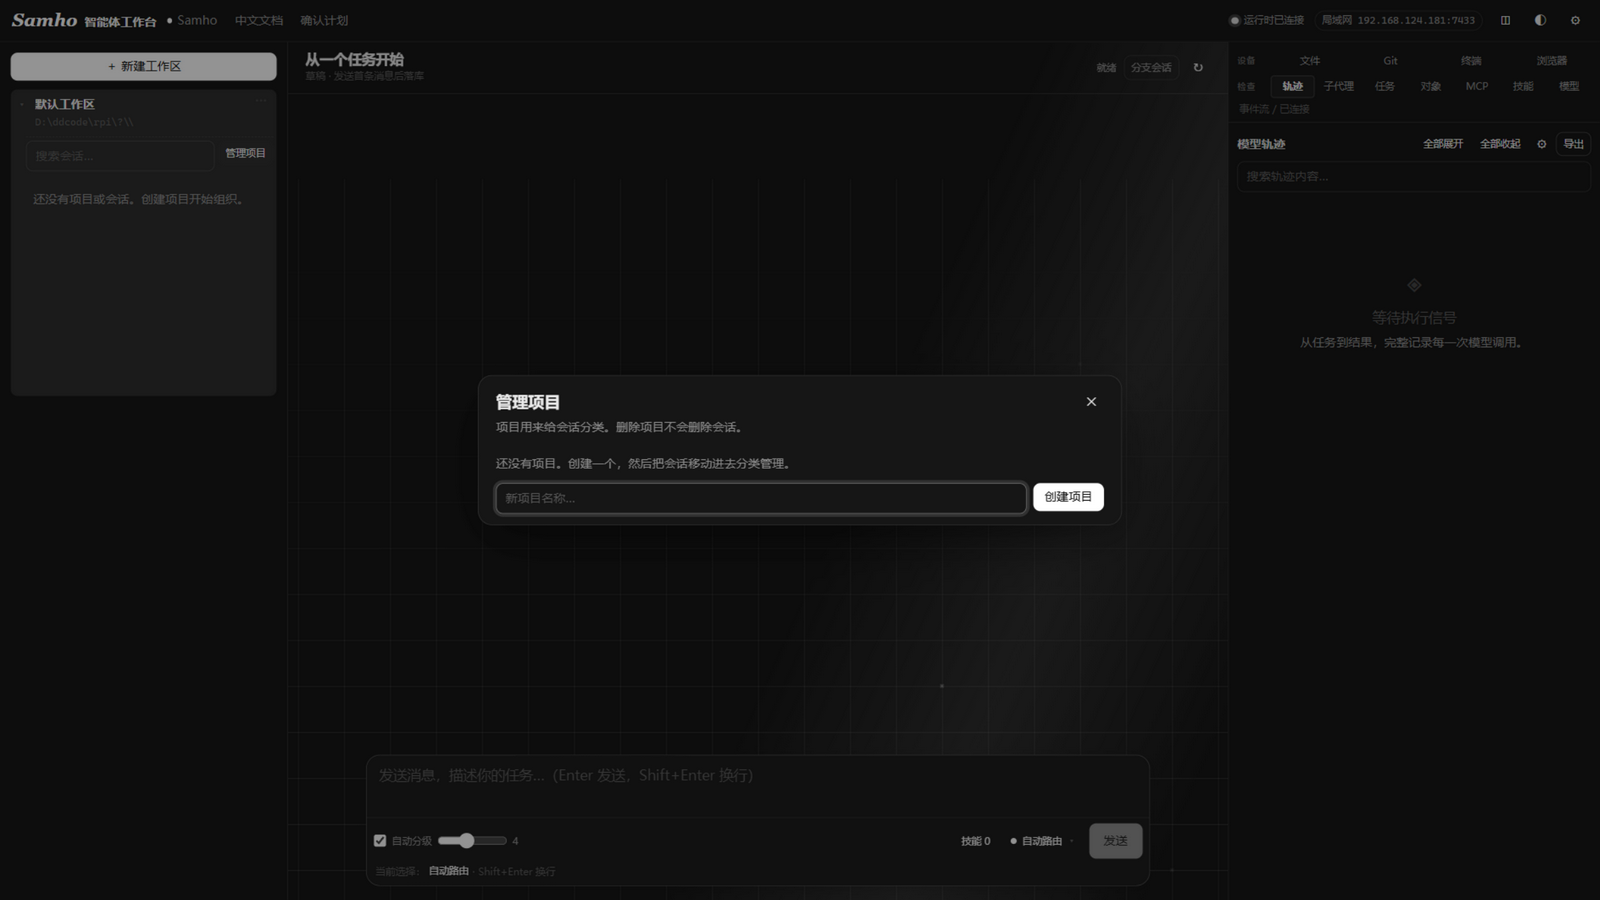 Samho 智能体工作台 • Samho 中文文档 确认计划
运行时已连接 局域网 192.168.124.181:7433
+ 新建工作区
默认工作区
D:\ddcode\rpi\?\\
搜索会话...
管理项目
还没有项目或会话。创建项目开始组织。
从一个任务开始
草稿 · 发送首条消息后落库
就绪 分支会话
管理项目
项目用来给会话分类。删除项目不会删除会话。
还没有项目。创建一个，然后把会话移动进去分类管理。
新项目名称...
创建项目
发送消息，描述你的任务...（Enter 发送，Shift+Enter 换行）
自动分级 4
技能 0 • 自动路由
发送
当前选择： 自动路由 · Shift+Enter 换行
设备 文件 Git 终端 浏览器
检查 轨迹 子代理 任务 对象 MCP 技能 模型
事件流 / 已连接
模型轨迹 全部展开 全部收起 导出
搜索轨迹内容...
等待执行信号
从任务到结果，完整记录每一次模型调用。